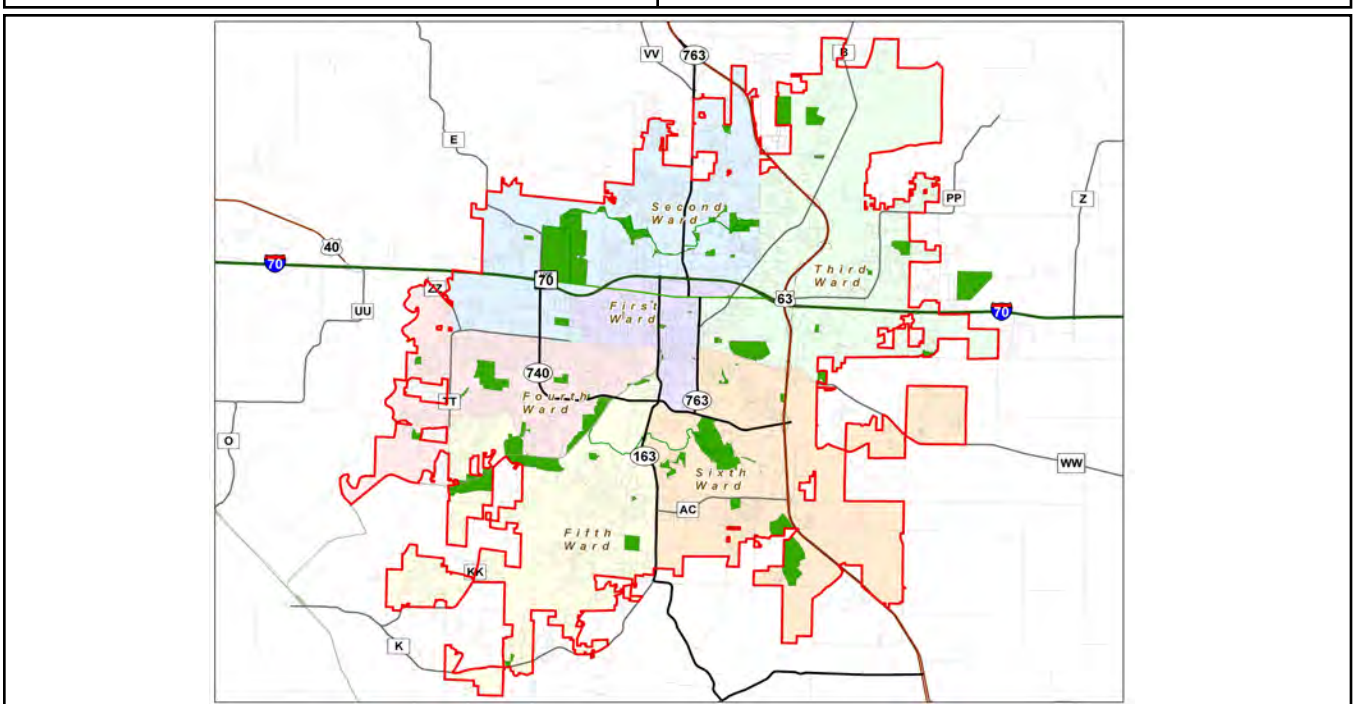 VV
763
B
E
PP
Z
Second
Ward
40
70
Third
Ward
ZZ
70
63
UU
First
Ward
70
740
TT
Fourth
Ward
763
O
163
WW
Sixth
Ward
AC
Fifth
Ward
KK
K